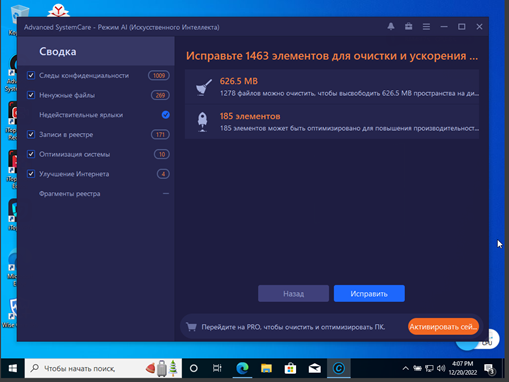 Advanced SystemCare - Режим AI (Искусственного Интеллекта)
Сводка
Следы конфиденциальности 1009
Ненужные файлы 269
Недействительные ярлыки
Записи в реестре 171
Оптимизация системы 10
Улучшение Интернета 4
Фрагменты реестра
Исправьте 1463 элементов для очистки и ускорения ...
626.5 MB
1278 файлов можно очистить, чтобы высвободить 626.5 MB пространства на ди...
185 элементов
185 элементов может быть оптимизировано для повышения производительност...
Назад
Исправить
Перейдите на PRO, чтобы очистить и оптимизировать ПК.
Активировать сей...
Чтобы начать поиск,
4:07 PM
12/20/2022